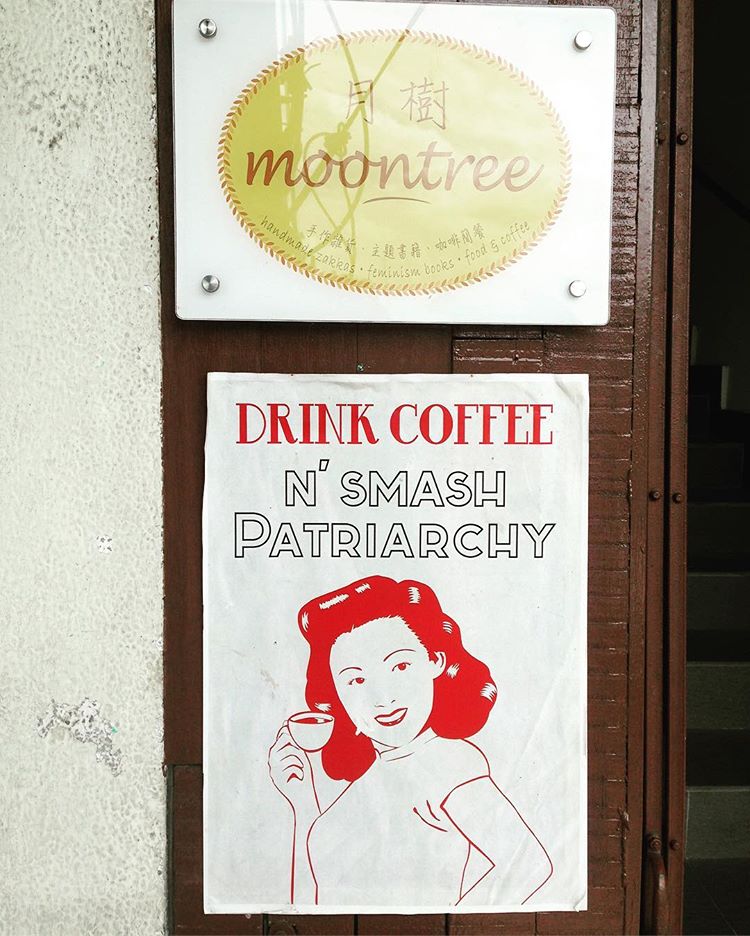 月樹
moontree
手作雜貨．主題書籍．咖啡簡餐
handmade zakkas · feminism books · food & coffee
DRINK COFFEE
N' SMASH
PATRIARCHY